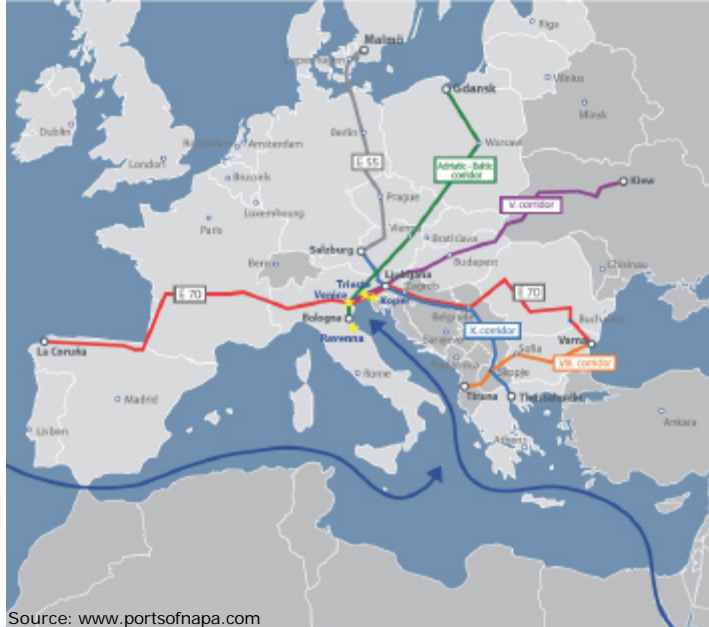 Riga
Malmö
Copenhagen
Vilnius
Gdansk
Minsk
Dublin
Amsterdam
Berlin
Warsaw
E 55
London
Adriatic - Baltic
corridor
Brussels
Kiew
Prague
V. corridor
Luxembourg
Paris
Vienna
Bratislava
Salzburg
Budapest
Bern
Chisinau
Ljubljana
Trieste
Zagreb
E 70
Venice
Koper
E 70
Bologna
Belgrade
Bucharest
Ravenna
Sarajevo
X. corridor
Varna
La Coruña
Sofia
VIII. corridor
Skopje
Rome
Tirana
Madrid
Ankara
Lisbon
Athens
Source: www.portsofnapa.com